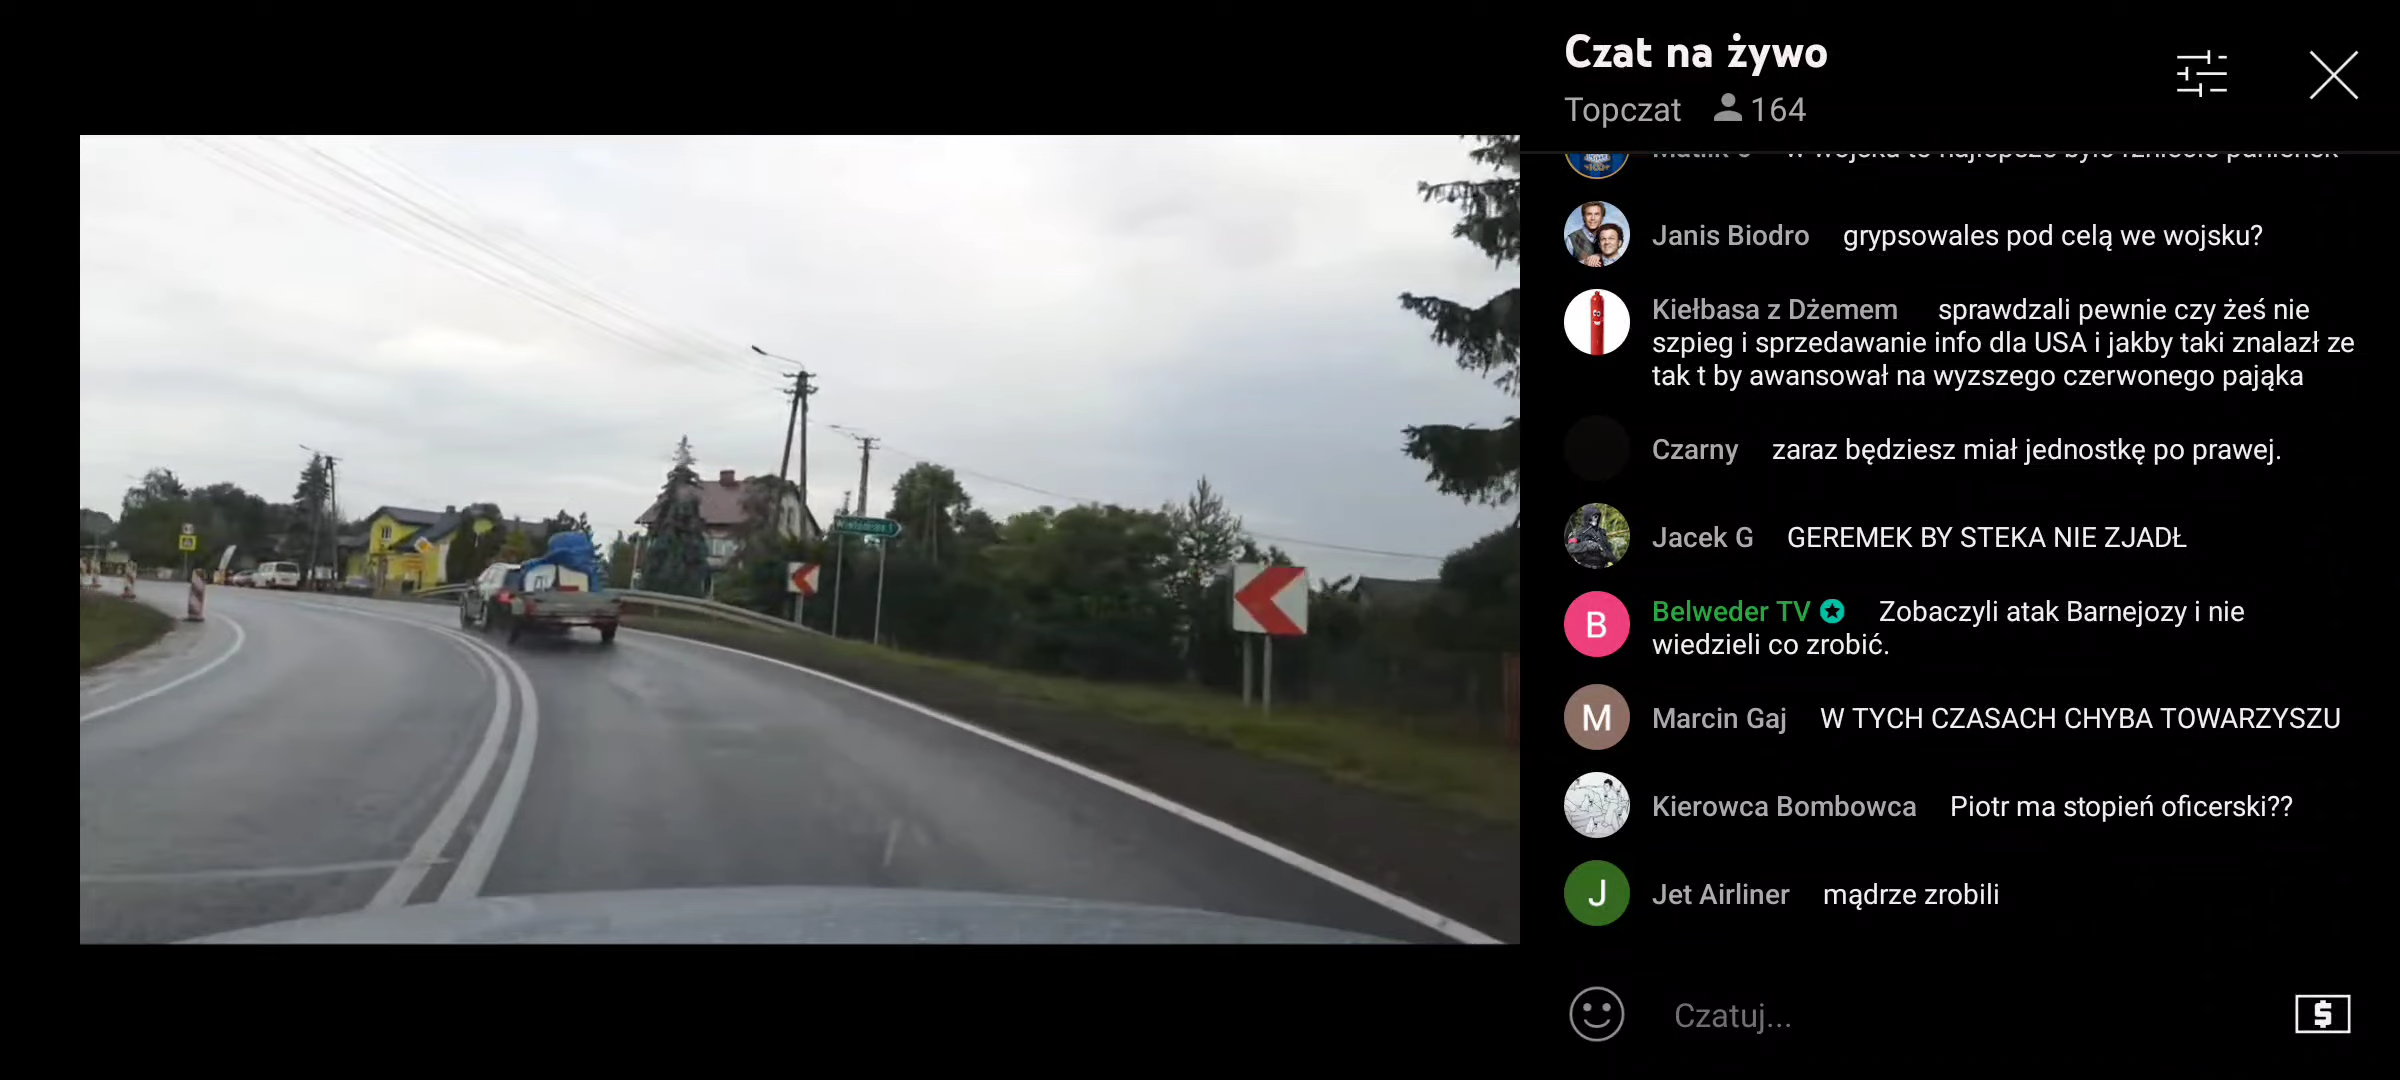 Czat na żywo
Topczat 164
Janis Biodro grypsowales pod celą we wojsku?
Kiełbasa z Dżemem sprawdzali pewnie czy żeś nie
szpieg i sprzedawanie info dla USA i jakby taki znalazł ze
tak t by awansował na wyzszego czerwonego pająka
Czarny zaraz będziesz miał jednostkę po prawej.
Jacek G GEREMEK BY STEKA NIE ZJADŁ
B
Belweder TV Zobaczyli atak Barnejozy i nie
wiedzieli co zrobić.
M
Marcin Gaj W TYCH CZASACH CHYBA TOWARZYSZU
Kierowca Bombowca Piotr ma stopień oficerski??
J
Jet Airliner mądrze zrobili
Czatuj...
$